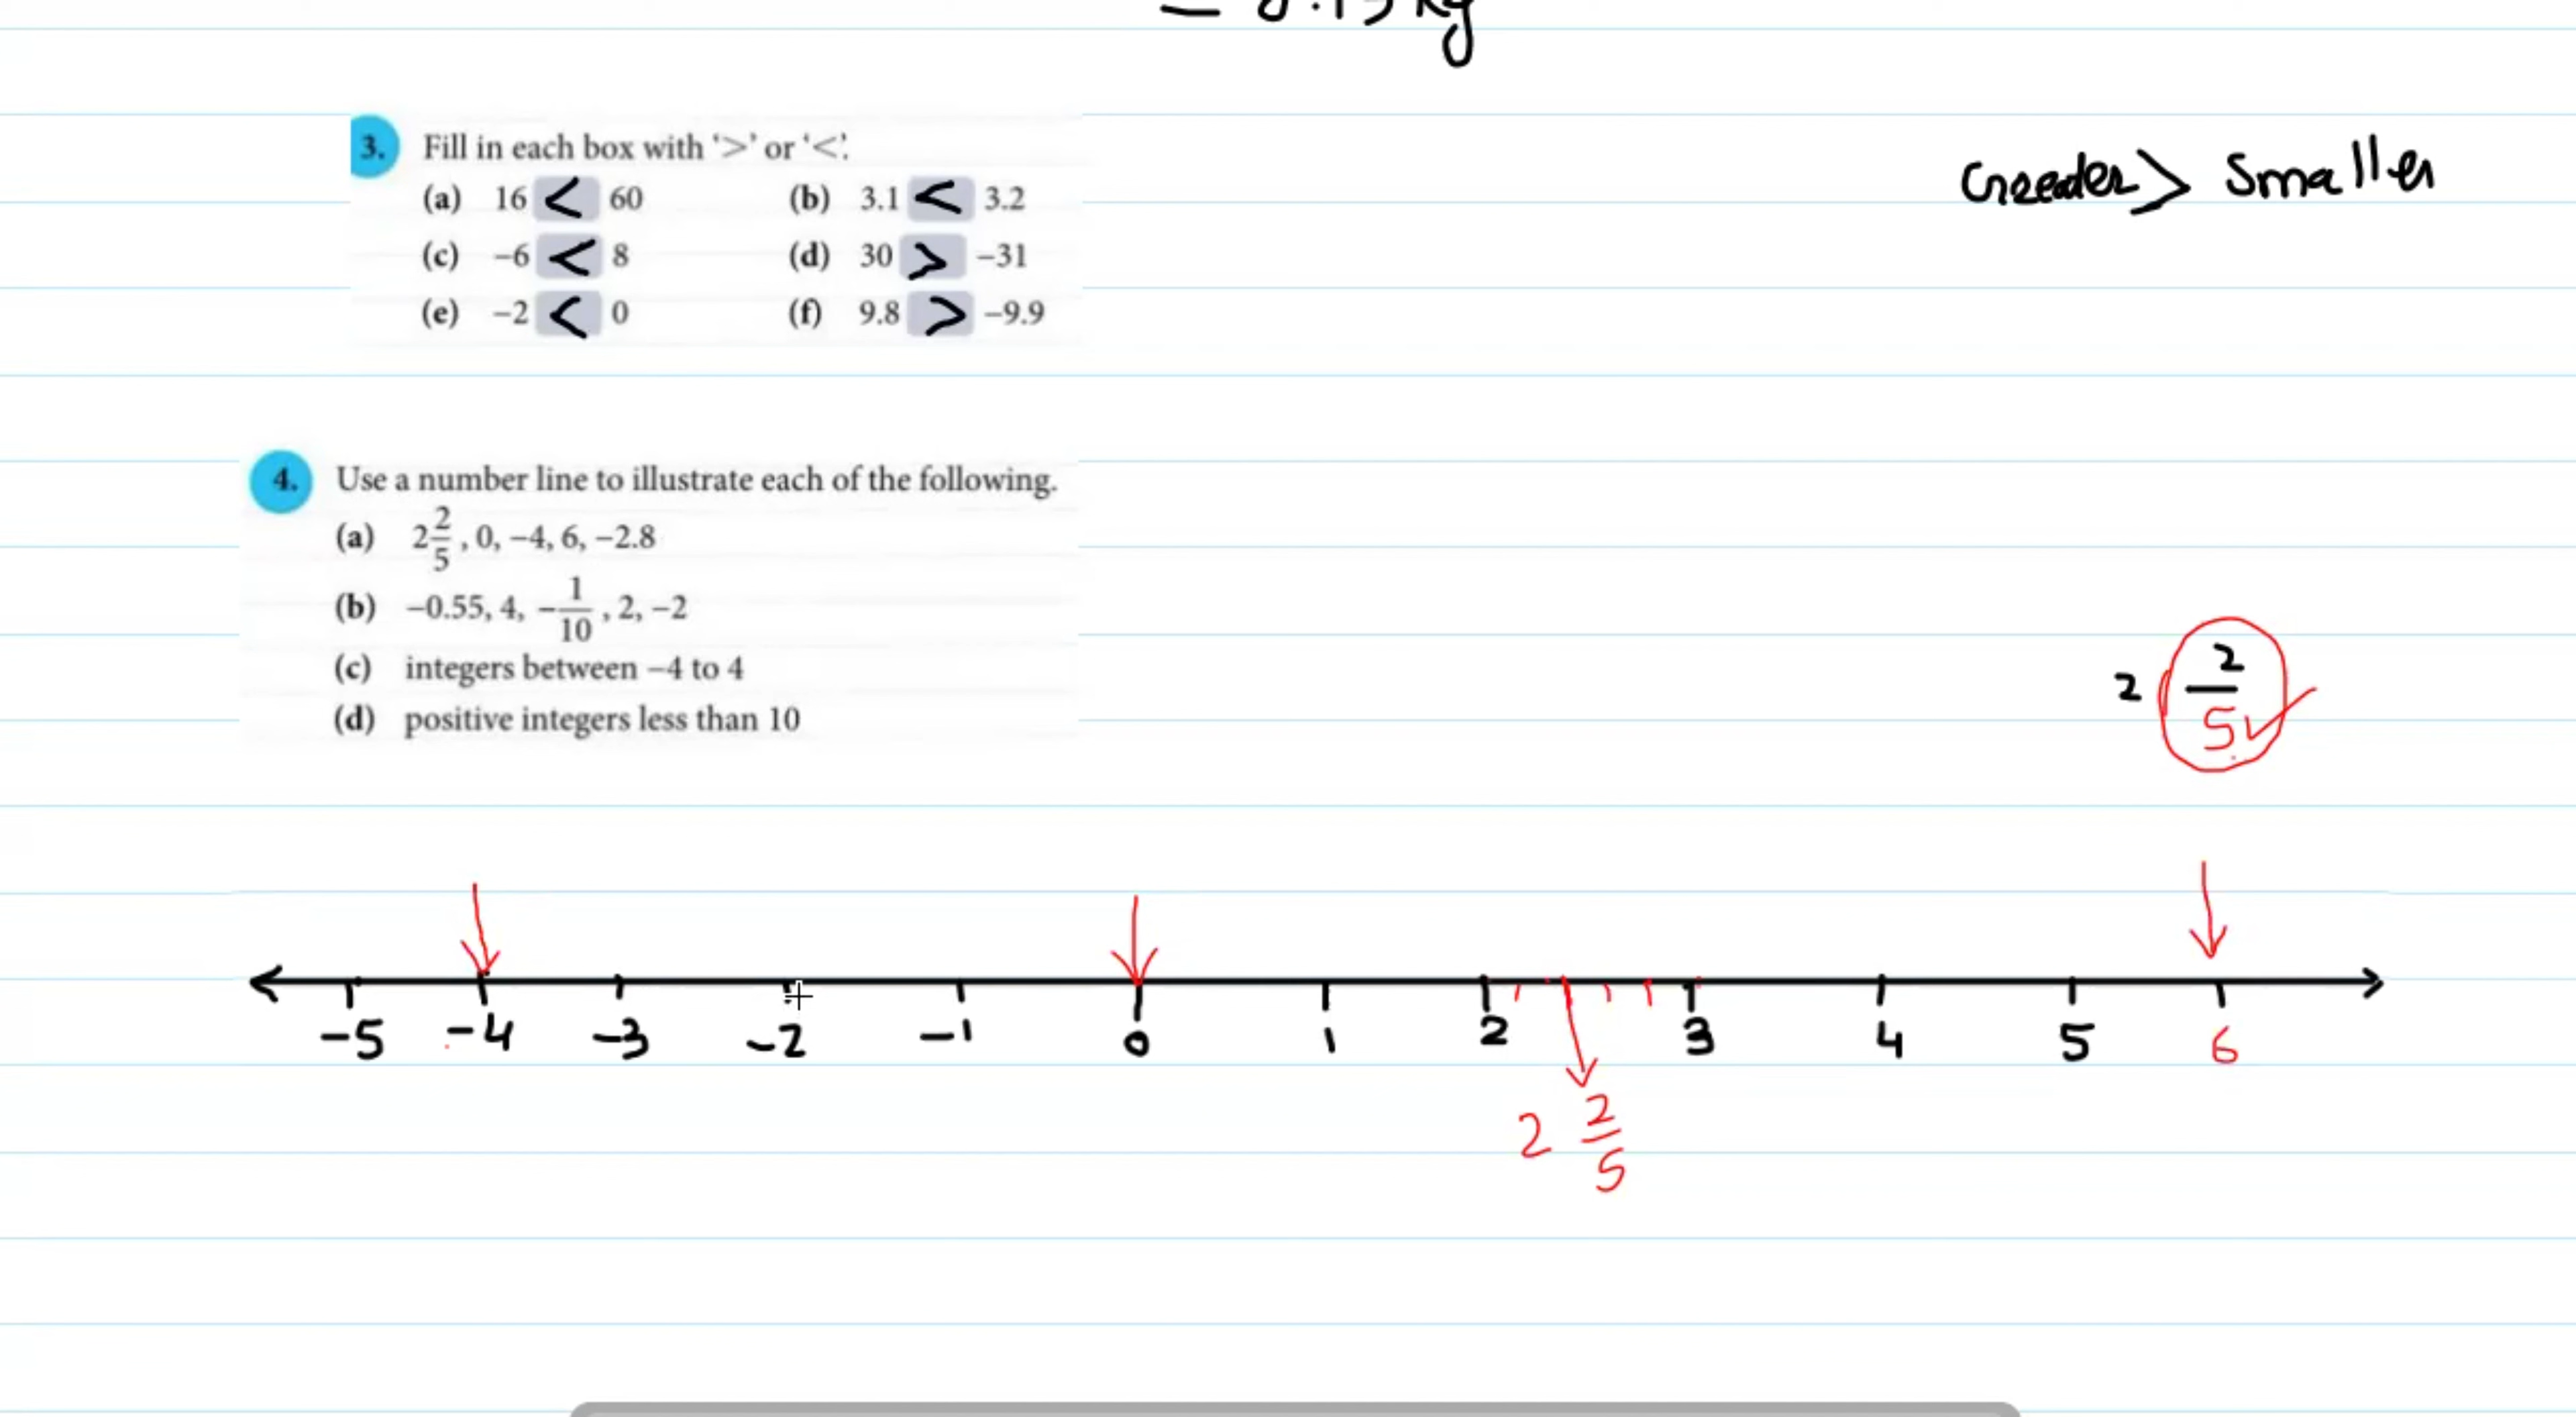 3. Fill in each box with '>' or '<'.
(a) 16 < 60 (b) 3.1 < 3.2
(c) –6 < 8 (d) 30 > –31
(e) –2 < 0 (f) 9.8 > –9.9
Greater > Smaller
4. Use a number line to illustrate each of the following.
(a) 2 2/5, 0, –4, 6, –2.8
(b) –0.55, 4, –1/10, 2, –2
(c) integers between –4 to 4
(d) positive integers less than 10
2 2/5
-5 -4 -3 -2 -1 0 1 2 3 4 5 6
2 2/5